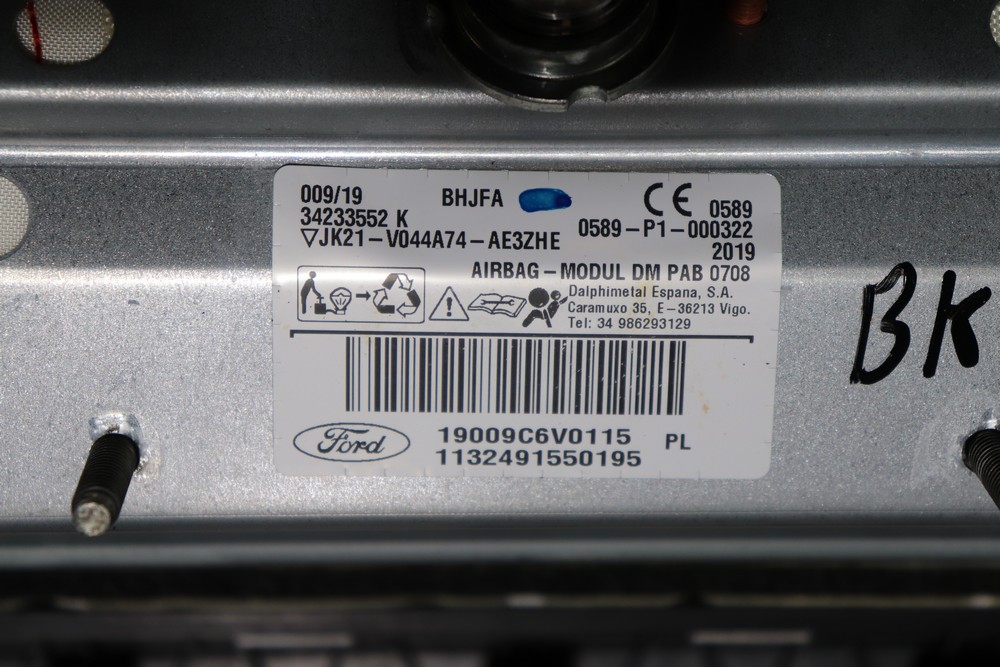 009/19 BHJFA CE 0589
34233552 K 0589-P1-000322
▽JK21-V044A74-AE3ZHE 2019
AIRBAG-MODUL DM PAB 0708
Dalphimetal Espana, S.A.
Caramuxo 35, E-36213 Vigo.
Tel: 34 986293129
Ford 19009C6V0115 PL
1132491550195
BK